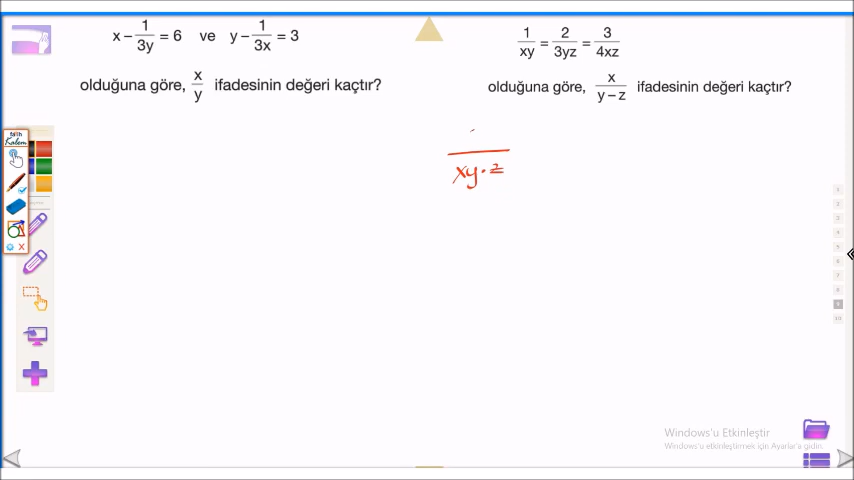 x - 1/3y = 6 ve y - 1/3x = 3
olduğuna göre, x/y ifadesinin değeri kaçtır?
1/xy = 2/3yz = 3/4xz
olduğuna göre, x/y-z ifadesinin değeri kaçtır?
xy·z
fatih
Kalem
Windows'u Etkinleştir
Windows'u etkinleştirmek için Ayarlar'a gidin.